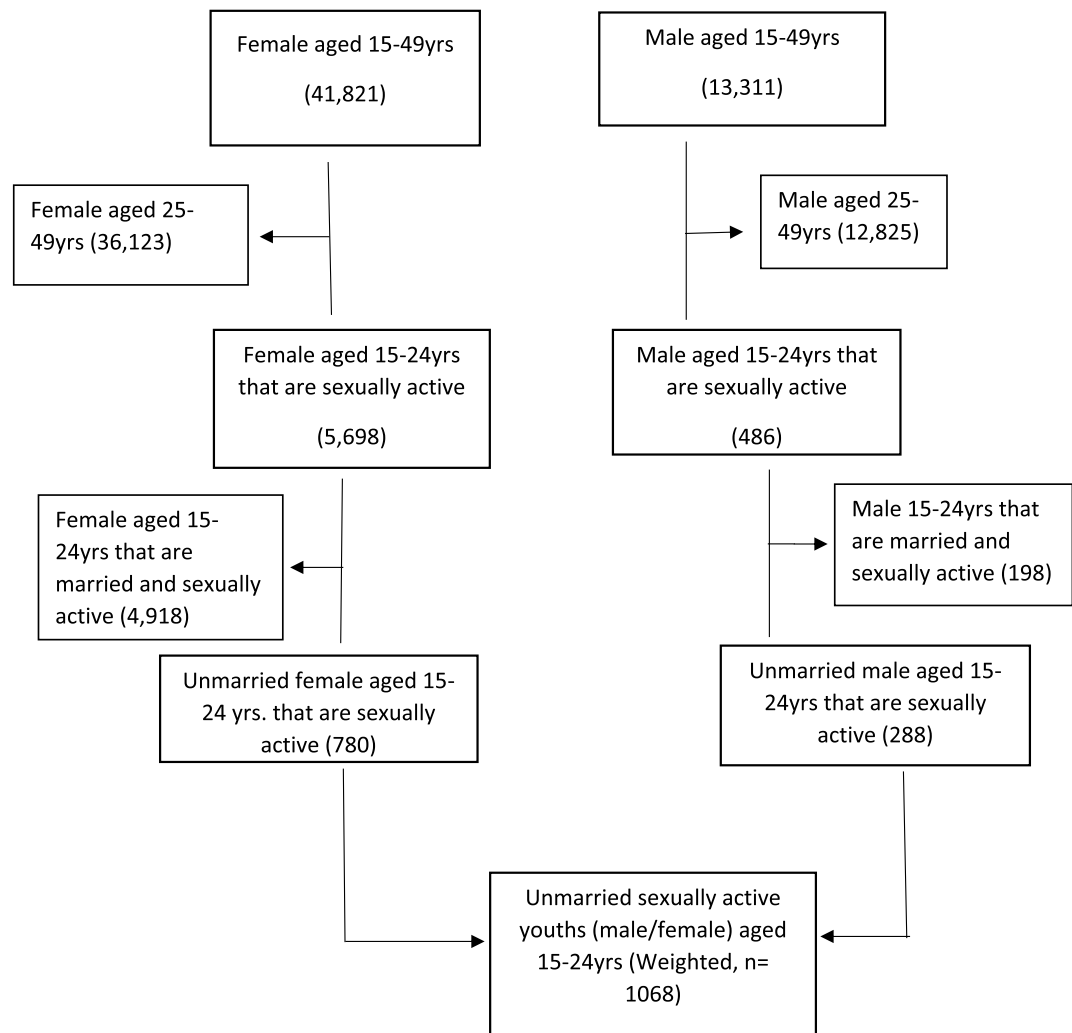 Female aged 15-49yrs
(41,821)
Male aged 15-49yrs
(13,311)
Female aged 25-
49yrs (36,123)
Male aged 25-
49yrs (12,825)
Female aged 15-24yrs
that are sexually active
(5,698)
Male aged 15-24yrs that
are sexually active
(486)
Female aged 15-
24yrs that are
married and sexually
active (4,918)
Male 15-24yrs that
are married and
sexually active (198)
Unmarried female aged 15-
24 yrs. that are sexually
active (780)
Unmarried male aged 15-
24yrs that are sexually
active (288)
Unmarried sexually active
youths (male/female) aged
15-24yrs (Weighted, n=
1068)